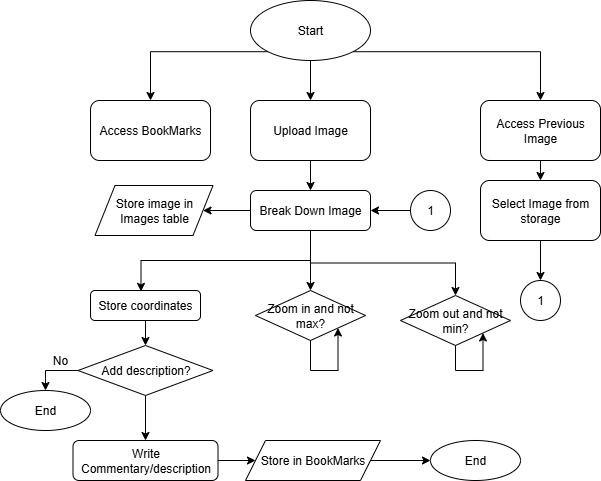 Start
Access BookMarks
Upload Image
Access Previous
Image
Store image in
Images table
Break Down Image
1
Select Image from
storage
1
Store coordinates
Zoom in and not
max?
Zoom out and not
min?
No
Add description?
End
Write
Commentary/description
Store in BookMarks
End